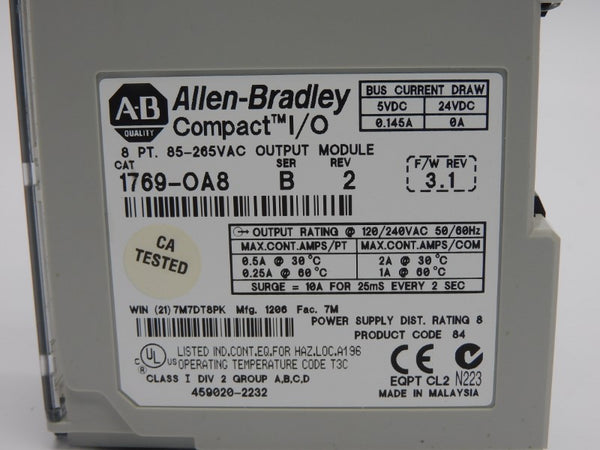 A-B
QUALITY
Allen-Bradley
Compact™ I/O
BUS CURRENT DRAW
5VDC 24VDC
0.145A 0A
8 PT. 85-265VAC OUTPUT MODULE
CAT SER REV
1769-OA8 B 2
F/W REV
3.1
CA
TESTED
OUTPUT RATING @ 120/240VAC 50/60Hz
MAX.CONT.AMPS/PT MAX.CONT.AMPS/COM
0.5A @ 30°C 2A @ 30°C
0.25A @ 60°C 1A @ 60°C
SURGE = 10A FOR 25mS EVERY 2 SEC
WIN (21) 7M7DT8PK Mfg. 1206 Fac. 7M
POWER SUPPLY DIST. RATING 8
PRODUCT CODE 84
C UL US
LISTED IND.CONT.EQ.FOR HAZ.LOC.A196
OPERATING TEMPERATURE CODE T3C
CLASS I DIV 2 GROUP A,B,C,D
459020-2232
CE
EQPT CL2 N223
MADE IN MALAYSIA